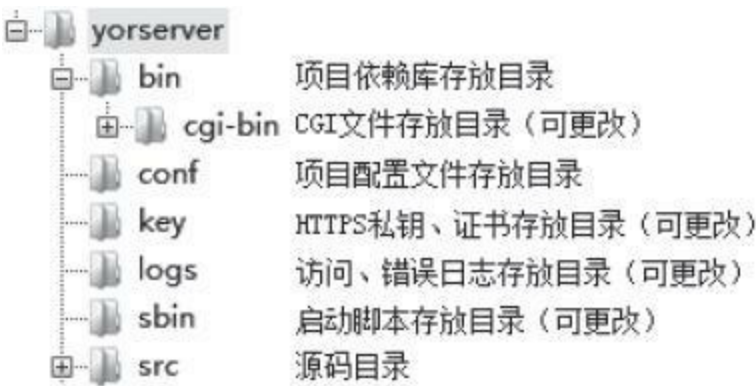 yorserver
bin 项目依赖库存放目录
cgi-bin CGI文件存放目录（可更改）
conf 项目配置文件存放目录
key HTTPS私钥、证书存放目录（可更改）
logs 访问、错误日志存放目录（可更改）
sbin 启动脚本存放目录（可更改）
src 源码目录